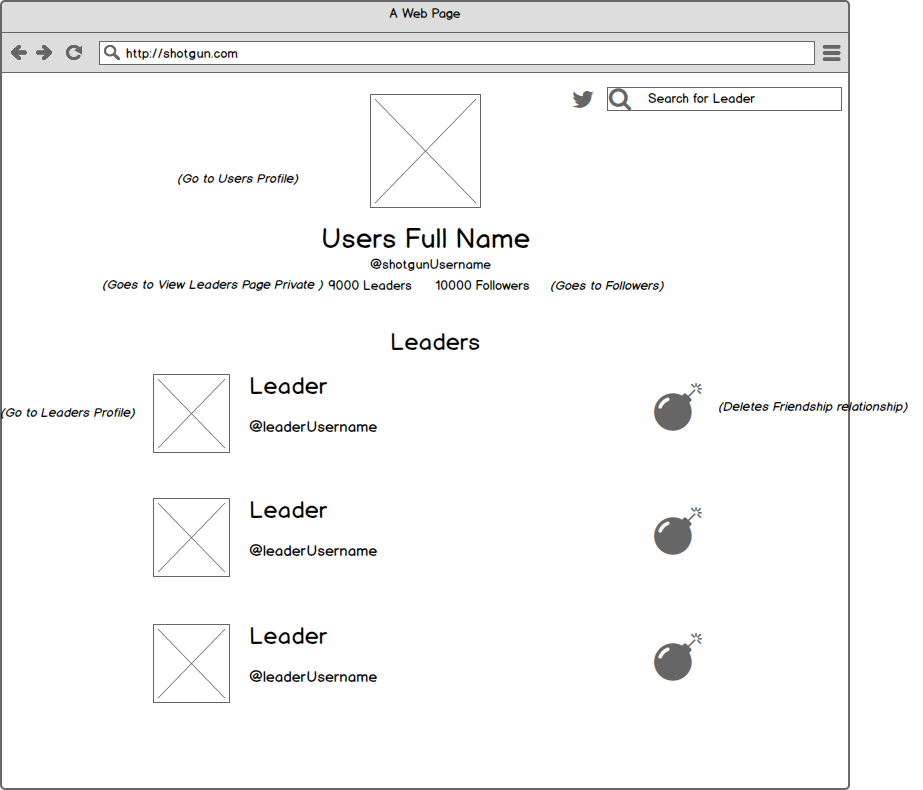 A Web Page
http://shotgun.com
Search for Leader
(Go to Users Profile)
Users Full Name
@shotgunUsername
(Goes to View Leaders Page Private ) 9000 Leaders 10000 Followers (Goes to Followers)
Leaders
Leader
(Go to Leaders Profile)
(Deletes Friendship relationship)
@leaderUsername
Leader
@leaderUsername
Leader
@leaderUsername